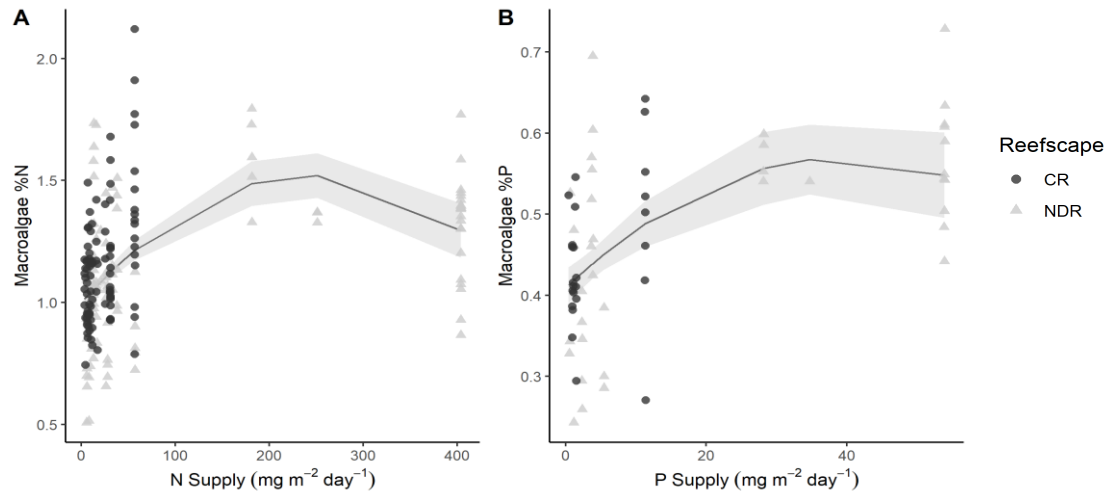 A
Macroalgae %N
2.0
1.5
1.0
0.5
0
100
200
300
400
N Supply (mg m⁻² day⁻¹)
B
Macroalgae %P
0.7
0.6
0.5
0.4
0.3
0
20
40
P Supply (mg m⁻² day⁻¹)
Reefscape
CR
NDR